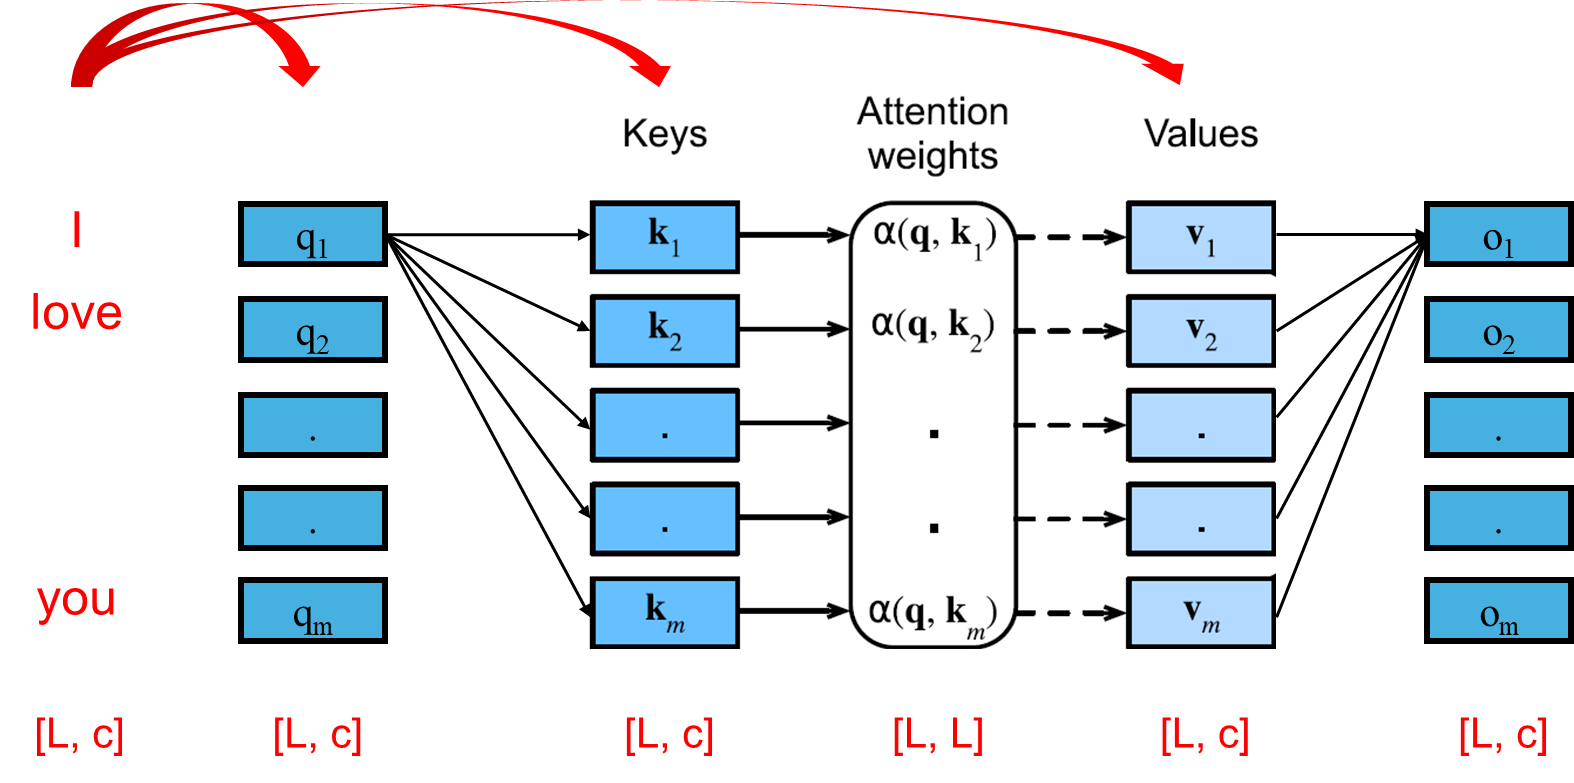 Keys
Attention
weights
Values
I
q1
k1
α(q, k1)
v1
o1
love
q2
k2
α(q, k2)
v2
o2
. . . . .
. . . . .
you
qm
km
α(q, km)
vm
om
[L, c] [L, c] [L, c] [L, L] [L, c] [L, c]